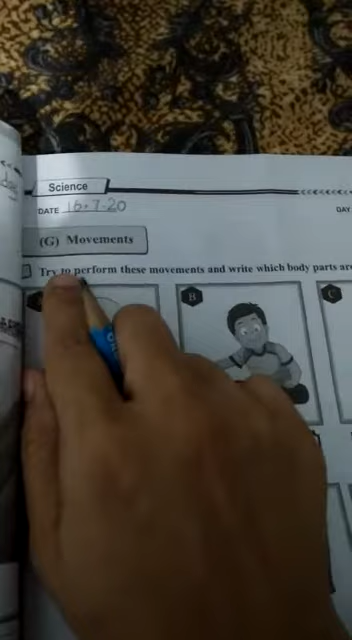 Science
DATE 16-7-20
DAY
(G) Movements
Try to perform these movements and write which body parts are
B
C